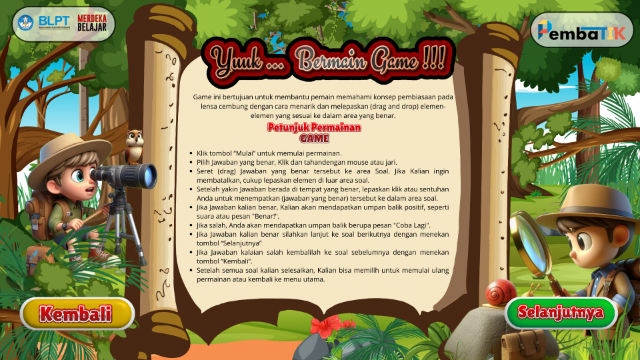 BLPT
MERDEKA
BELAJAR
PembaTIK
Yuuk ... Bermain Game !!!
Game ini bertujuan untuk membantu pemain memahami konsep pembiasaan pada
lensa cembung dengan cara menarik dan melepaskan (drag and drop) elemen-
elemen yang sesuai ke dalam area yang benar.
Petunjuk Permainan
GAME
• Klik tombol "Mulai" untuk memulai permainan.
• Pilih Jawaban yang benar, Klik dan tahandengan mouse atau jari.
• Seret (drag) Jawaban yang benar tersebut ke area Soal. Jika Kalian ingin
membatalkan, cukup lepaskan elemen di luar area soal.
• Setelah yakin Jawaban berada di tempat yang benar, lepaskan klik atau sentuhan
Anda untuk menempatkan (Jawaban yang benar) tersebut ke dalam area soal.
• Jika Jawaban kalian benar, Kalian akan mendapatkan umpan balik positif, seperti
suara atau pesan "Benar!".
• Jika salah, Anda akan mendapatkan umpan balik berupa pesan "Coba Lagi".
• Jika Jawaban kalian benar silahkan lanjut ke soal berikutnya dengan menekan
tombol "Selanjutnya"
• Jika Jawaban kalaian salah kembalilah ke soal sebelumnya dengan menekan
tombol "Kembali".
• Setelah semua soal kalian selesaikan, Kalian bisa memilih untuk memulai ulang
permainan atau kembali ke menu utama.
Kembali
Selanjutnya